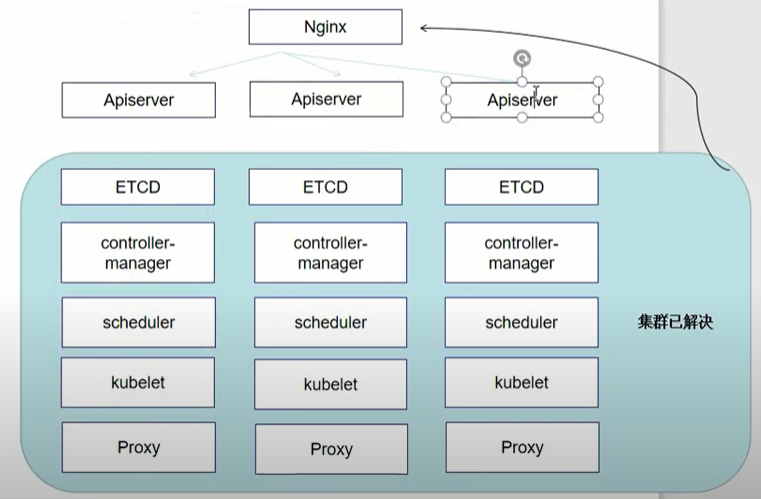 Nginx
Apiserver
Apiserver
Apiserver
ETCD
ETCD
ETCD
controller-
manager
controller-
manager
controller-
manager
scheduler
scheduler
scheduler
集群已解决
kubelet
kubelet
kubelet
Proxy
Proxy
Proxy